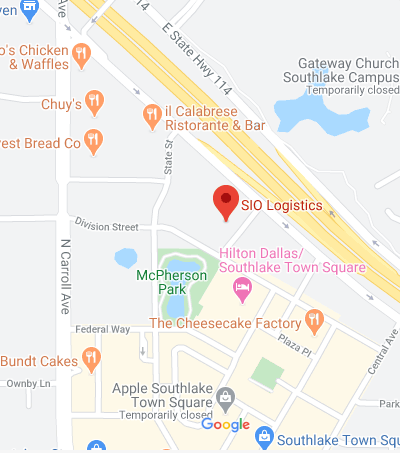 ven
Ave
E State Hwy 114
o's Chicken
& Waffles
Gateway Church
Southlake Campus
Temporarily closed
Chuy's
il Calabrese
Ristorante & Bar
rest Bread Co
State St
SIO Logistics
Division Street
N Carroll Ave
Hilton Dallas/
Southlake Town Square
McPherson
Park
The Cheesecake Factory
Federal Way
Plaza Pl
Central Ave
Bundt Cakes
Ownby Ln
Apple Southlake
Town Square
Temporarily closed
Park
Google
Southlake Town Squ